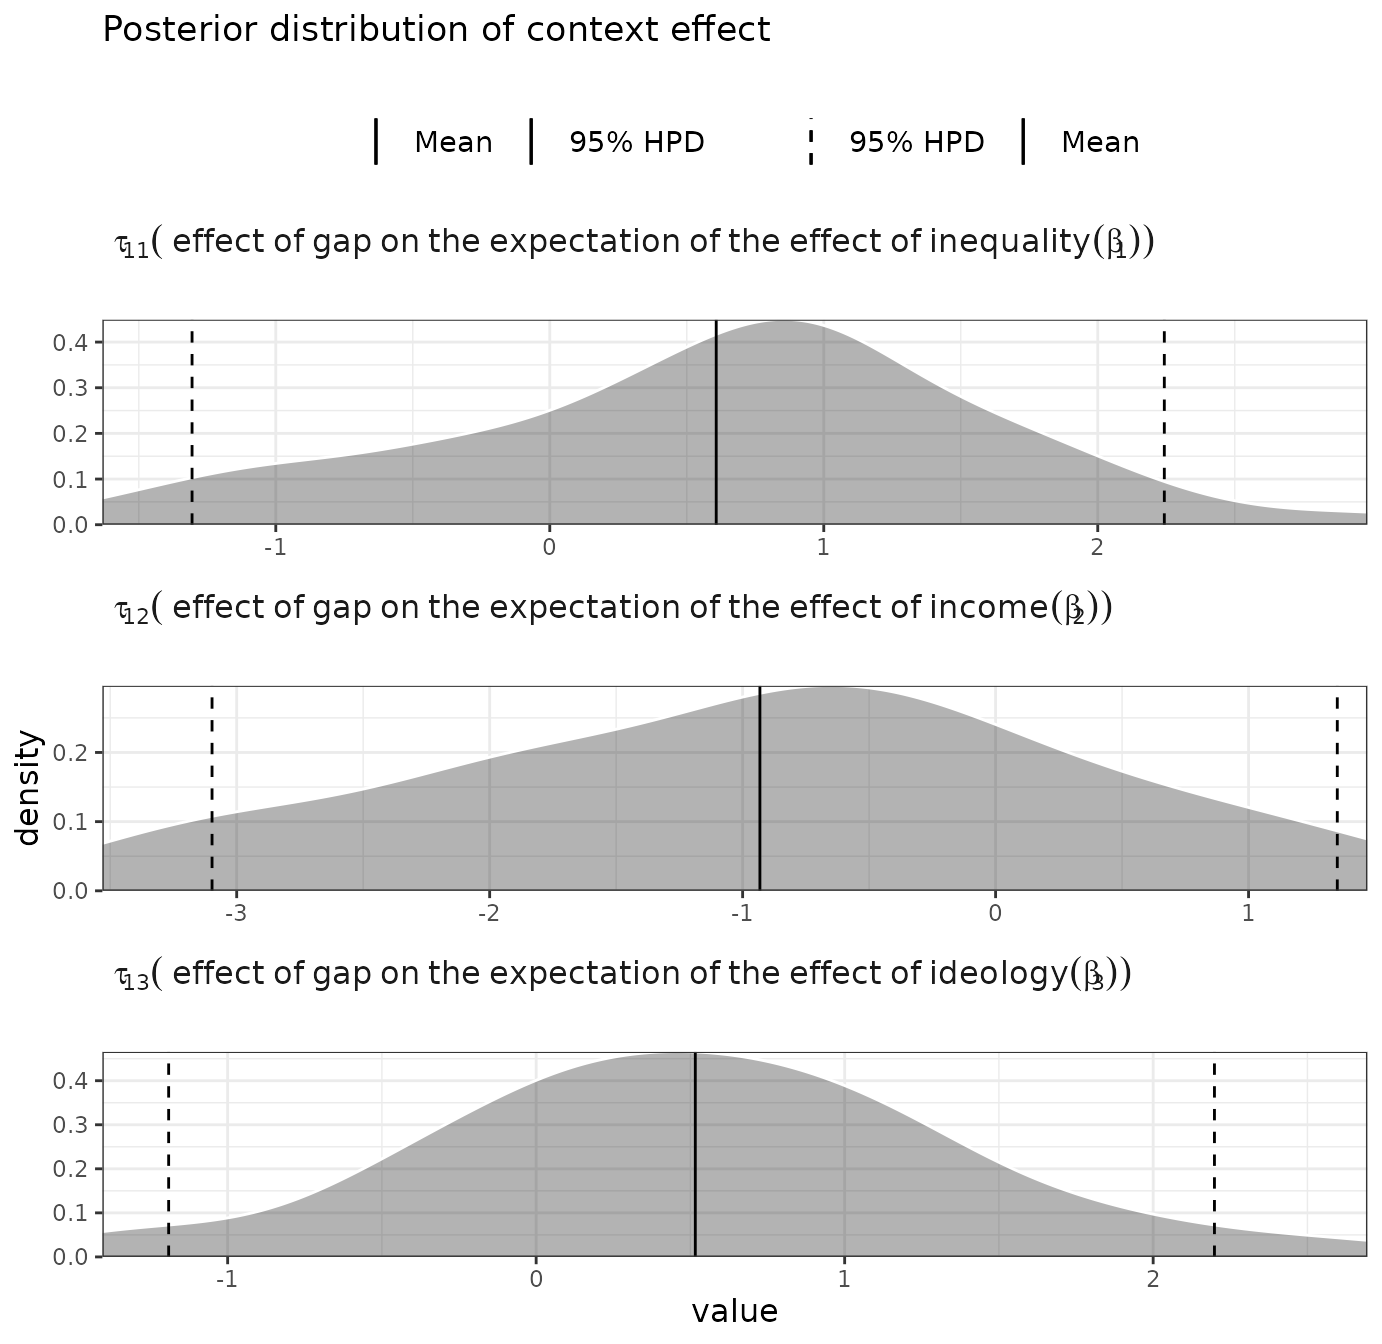 Posterior distribution of context effect
Mean 95% HPD 95% HPD Mean
τ11( effect of gap on the expectation of the effect of inequality(β1))
0.4
0.3
0.2
0.1
0.0
-1 0 1 2
τ12( effect of gap on the expectation of the effect of income(β2))
density
0.2
0.1
0.0
-3 -2 -1 0 1
τ13( effect of gap on the expectation of the effect of ideology(β3))
0.4
0.3
0.2
0.1
0.0
-1 0 1 2
value